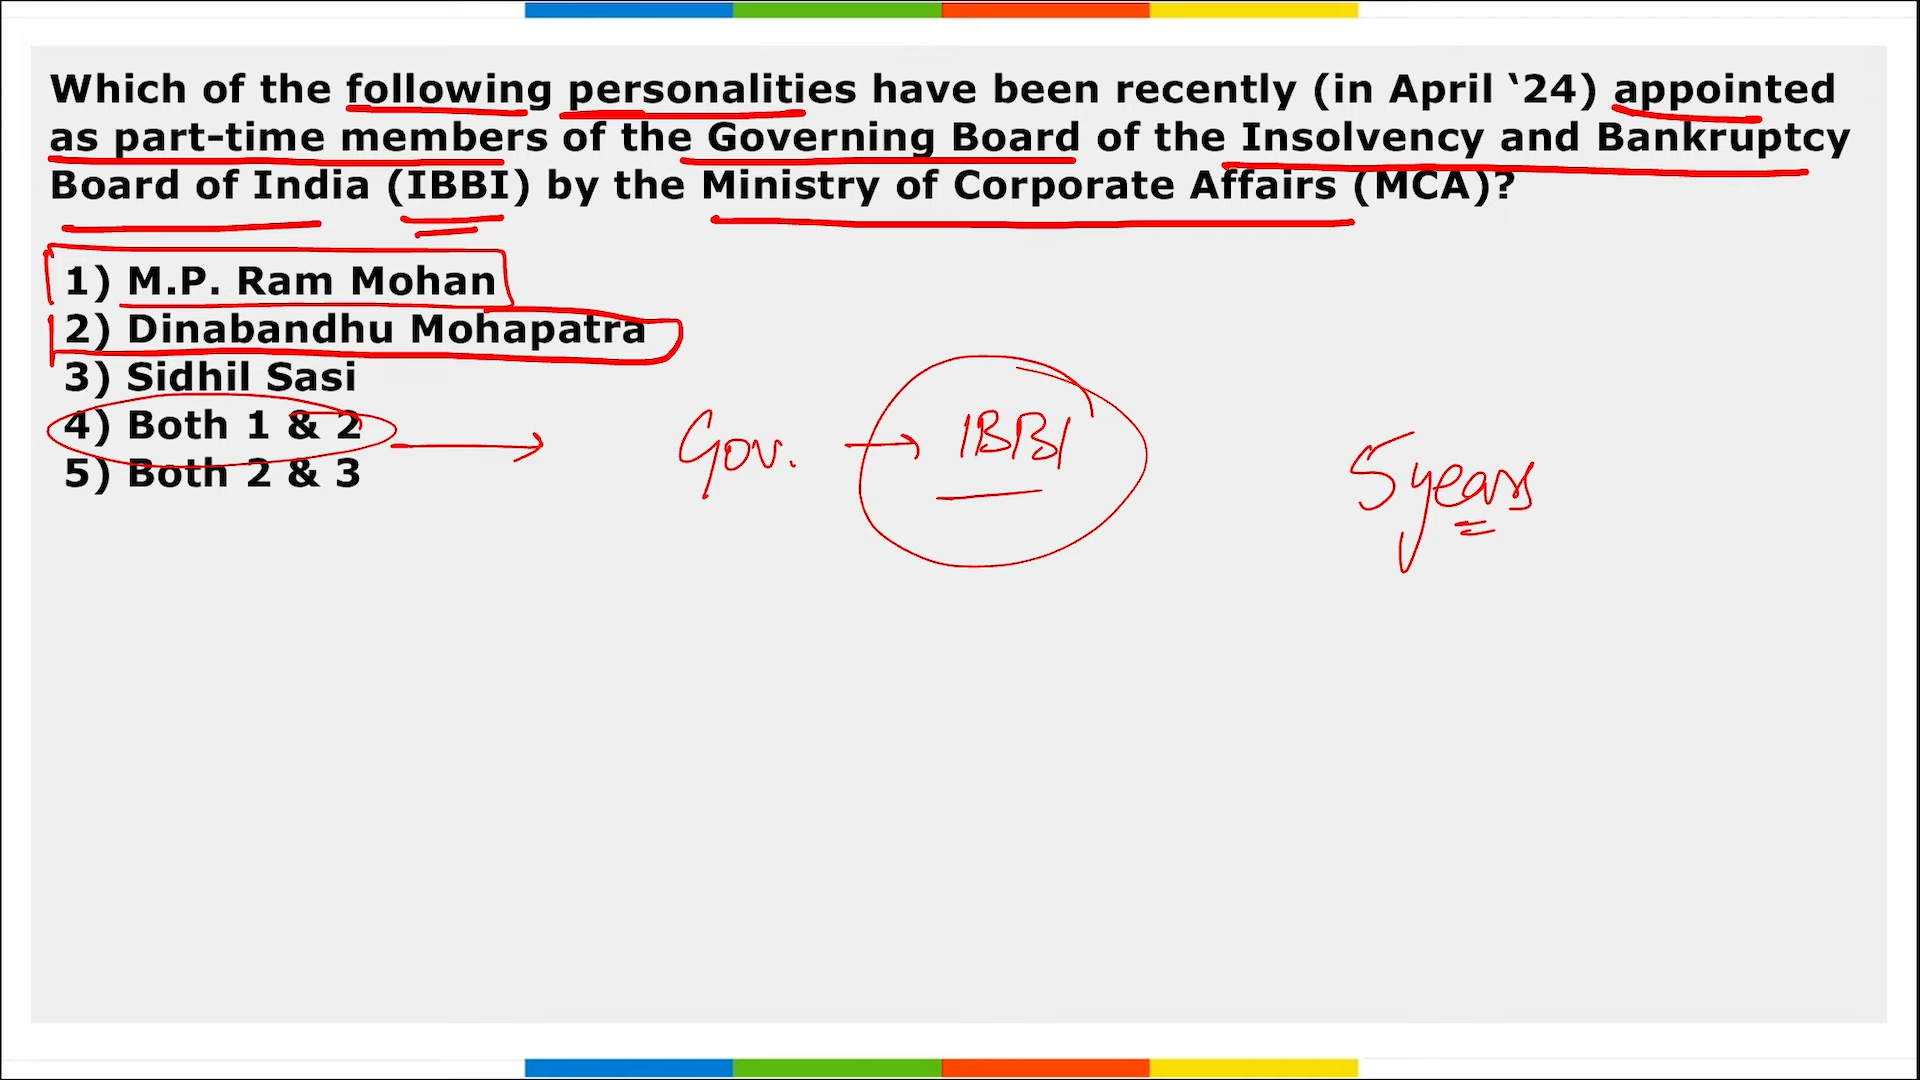 Which of the following personalities have been recently (in April ‘24) appointed
as part-time members of the Governing Board of the Insolvency and Bankruptcy
Board of India (IBBI) by the Ministry of Corporate Affairs (MCA)?
1) M.P. Ram Mohan
2) Dinabandhu Mohapatra
3) Sidhil Sasi
4) Both 1 & 2
5) Both 2 & 3
Gov. → IBBI
5 years